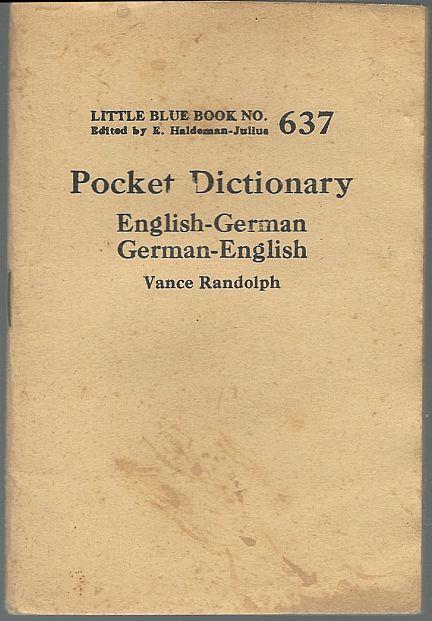 LITTLE BLUE BOOK NO. 637
Edited by E. Haldeman-Julius
Pocket Dictionary
English-German
German-English
Vance Randolph